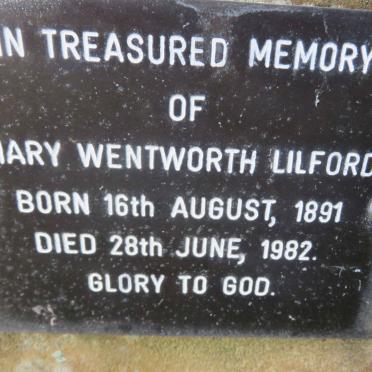 IN TREASURED MEMORY
OF
MARY WENTWORTH LILFORD
BORN 16th AUGUST, 1891
DIED 28th JUNE, 1982.
GLORY TO GOD.